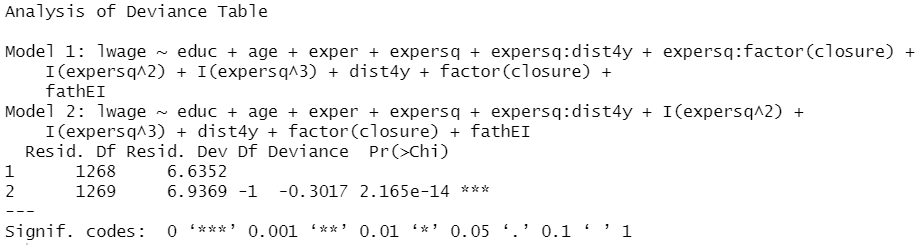 Analysis of Deviance Table
Model 1: lwage ~ educ + age + exper + expersq + expersq:dist4y + expersq:factor(closure) +
    I(expersq^2) + I(expersq^3) + dist4y + factor(closure) +
    fathEI
Model 2: lwage ~ educ + age + exper + expersq + expersq:dist4y + I(expersq^2) +
    I(expersq^3) + dist4y + factor(closure) + fathEI
  Resid. Df Resid. Dev Df Deviance  Pr(>Chi)
1      1268     6.6352
2      1269     6.9369 -1  -0.3017 2.165e-14 ***
---
Signif. codes:  0 ‘***’ 0.001 ‘**’ 0.01 ‘*’ 0.05 ‘.’ 0.1 ‘ ’ 1